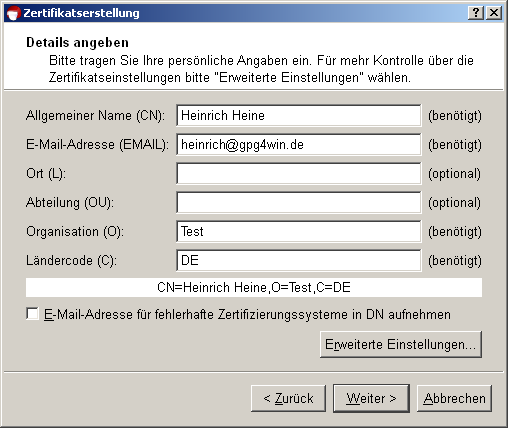 Zertifikatserstellung
Details angeben
Bitte tragen Sie Ihre persönliche Angaben ein. Für mehr Kontrolle über die
Zertifikatseinstellungen bitte "Erweiterte Einstellungen" wählen.
Allgemeiner Name (CN): Heinrich Heine (benötigt)
E-Mail-Adresse (EMAIL): heinrich@gpg4win.de (benötigt)
Ort (L): (optional)
Abteilung (OU): (optional)
Organisation (O): Test (benötigt)
Ländercode (C): DE (benötigt)
CN=Heinrich Heine,O=Test,C=DE
E-Mail-Adresse für fehlerhafte Zertifizierungssysteme in DN aufnehmen
Erweiterte Einstellungen...
< Zurück Weiter > Abbrechen